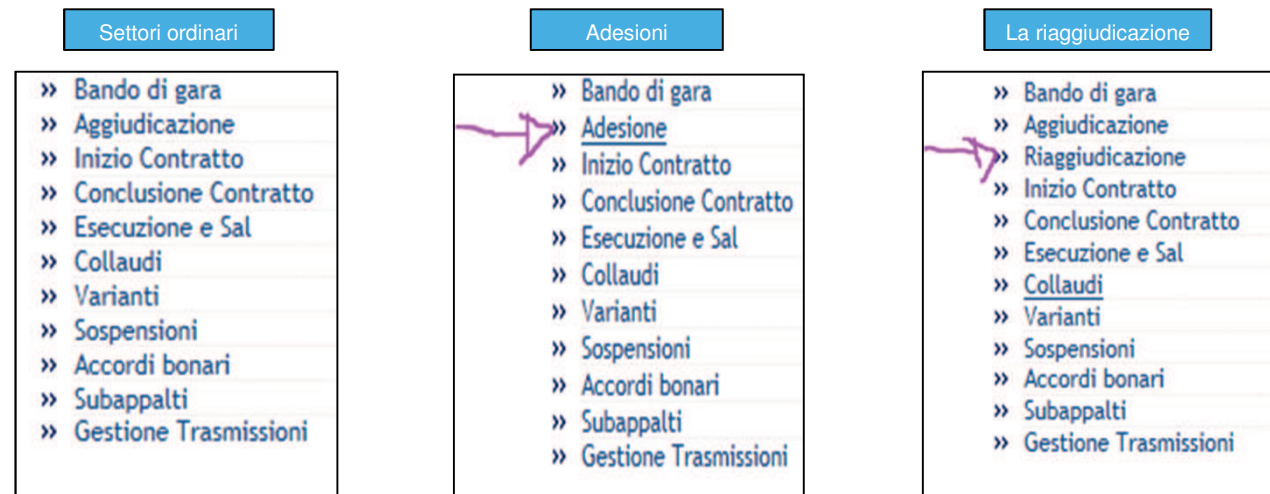 Settori ordinari
» Bando di gara
» Aggiudicazione
» Inizio Contratto
» Conclusione Contratto
» Esecuzione e Sal
» Collaudi
» Varianti
» Sospensioni
» Accordi bonari
» Subappalti
» Gestione Trasmissioni
Adesioni
» Bando di gara
» Adesione
» Inizio Contratto
» Conclusione Contratto
» Esecuzione e Sal
» Collaudi
» Varianti
» Sospensioni
» Accordi bonari
» Subappalti
» Gestione Trasmissioni
La riaggiudicazione
» Bando di gara
» Aggiudicazione
» Riaggiudicazione
» Inizio Contratto
» Conclusione Contratto
» Esecuzione e Sal
» Collaudi
» Varianti
» Sospensioni
» Accordi bonari
» Subappalti
» Gestione Trasmissioni